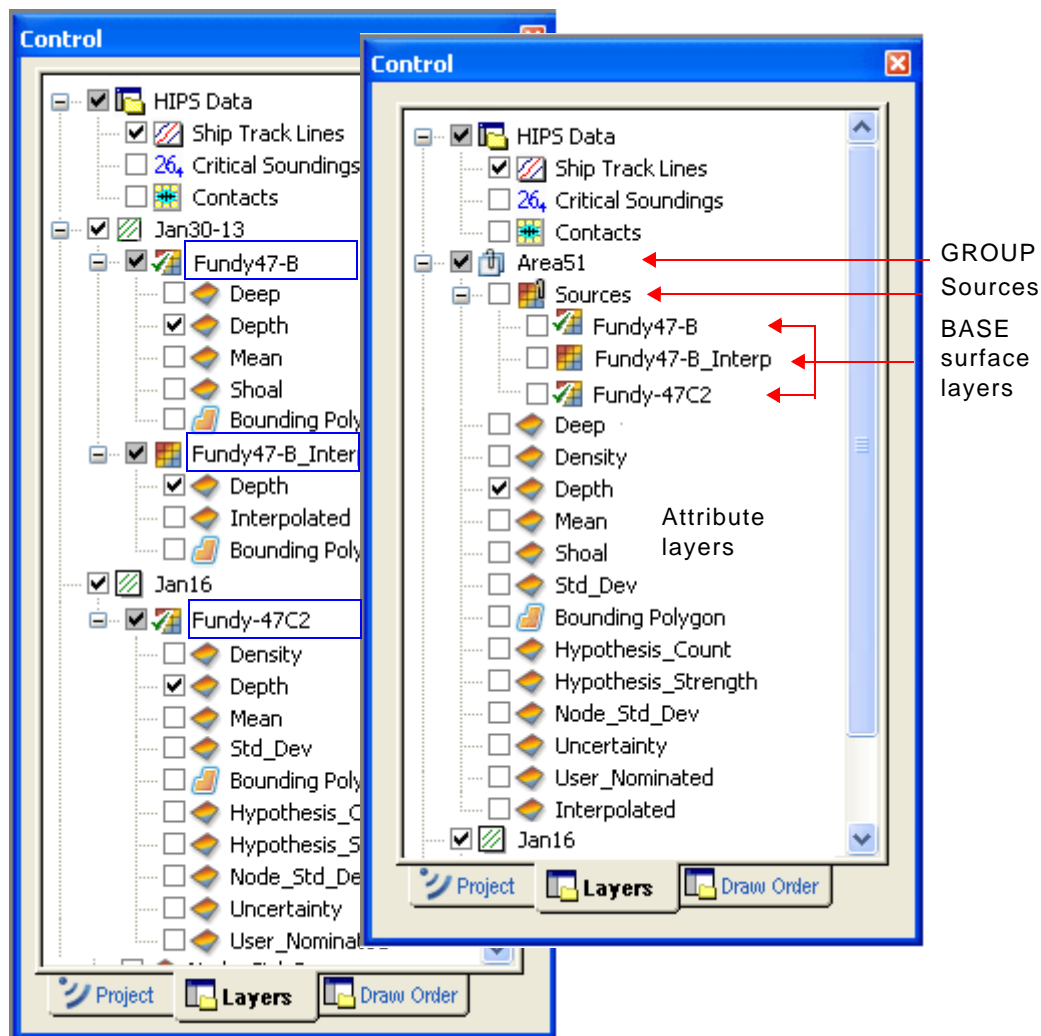 Control
HIPS Data
Ship Track Lines
26₄ Critical Soundings
Contacts
Jan30-13
Fundy47-B
Deep
Depth
Mean
Shoal
Bounding Poly
Fundy47-B_Inter
Depth
Interpolated
Bounding Poly
Jan16
Fundy-47C2
Density
Depth
Mean
Std_Dev
Bounding Poly
Hypothesis_C
Hypothesis_S
Node_Std_De
Uncertainty
User_Nomina
Project Layers Draw Order
Control
HIPS Data
Ship Track Lines
26₄ Critical Soundings
Contacts
Area51
Sources
Fundy47-B
Fundy47-B_Interp
Fundy-47C2
Deep
Density
Depth
Mean
Shoal
Std_Dev
Bounding Polygon
Hypothesis_Count
Hypothesis_Strength
Node_Std_Dev
Uncertainty
User_Nominated
Interpolated
Jan16
Project Layers Draw Order
Attribute
layers
GROUP
Sources
BASE
surface
layers